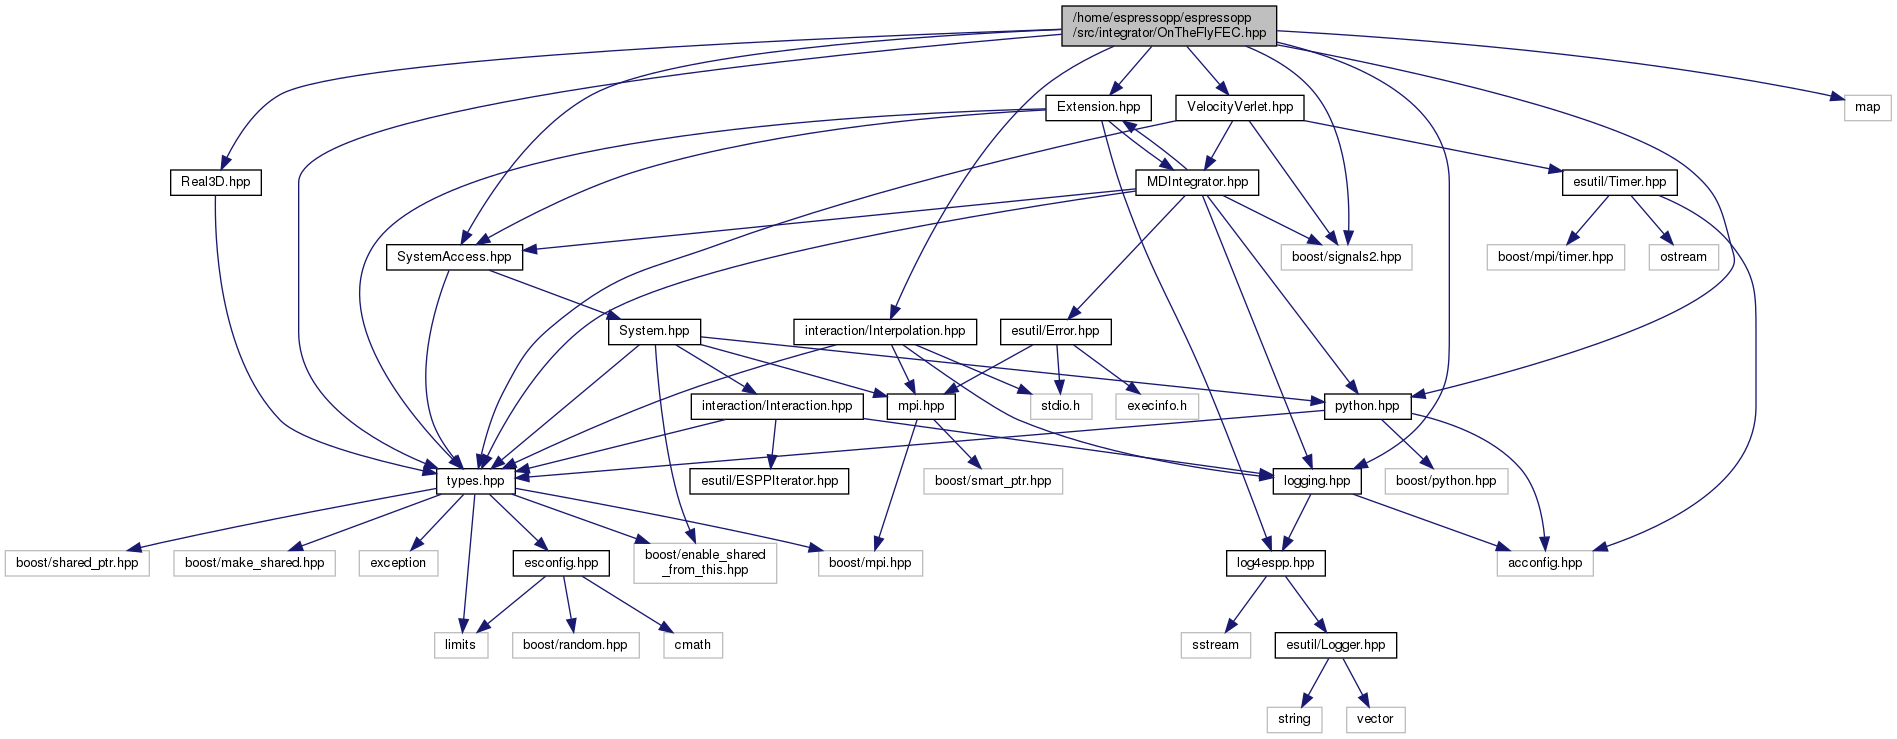 /home/espressopp/espressopp
/src/integrator/OnTheFlyFEC.hpp
Extension.hpp
VelocityVerlet.hpp
map
Real3D.hpp
MDIntegrator.hpp
esutil/Timer.hpp
SystemAccess.hpp
boost/signals2.hpp
boost/mpi/timer.hpp
ostream
System.hpp
interaction/Interpolation.hpp
esutil/Error.hpp
interaction/Interaction.hpp
mpi.hpp
stdio.h
execinfo.h
python.hpp
types.hpp
esutil/ESPPIterator.hpp
boost/smart_ptr.hpp
logging.hpp
boost/python.hpp
boost/shared_ptr.hpp
boost/make_shared.hpp
exception
esconfig.hpp
boost/enable_shared
_from_this.hpp
boost/mpi.hpp
log4espp.hpp
acconfig.hpp
limits
boost/random.hpp
cmath
sstream
esutil/Logger.hpp
string
vector